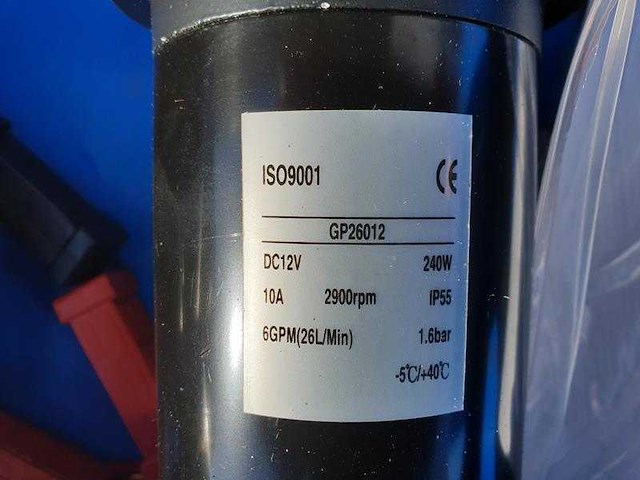 ISO9001 CE
GP26012
DC12V 240W
10A 2900rpm IP55
6GPM(26L/Min) 1.6bar
-5℃/+40℃